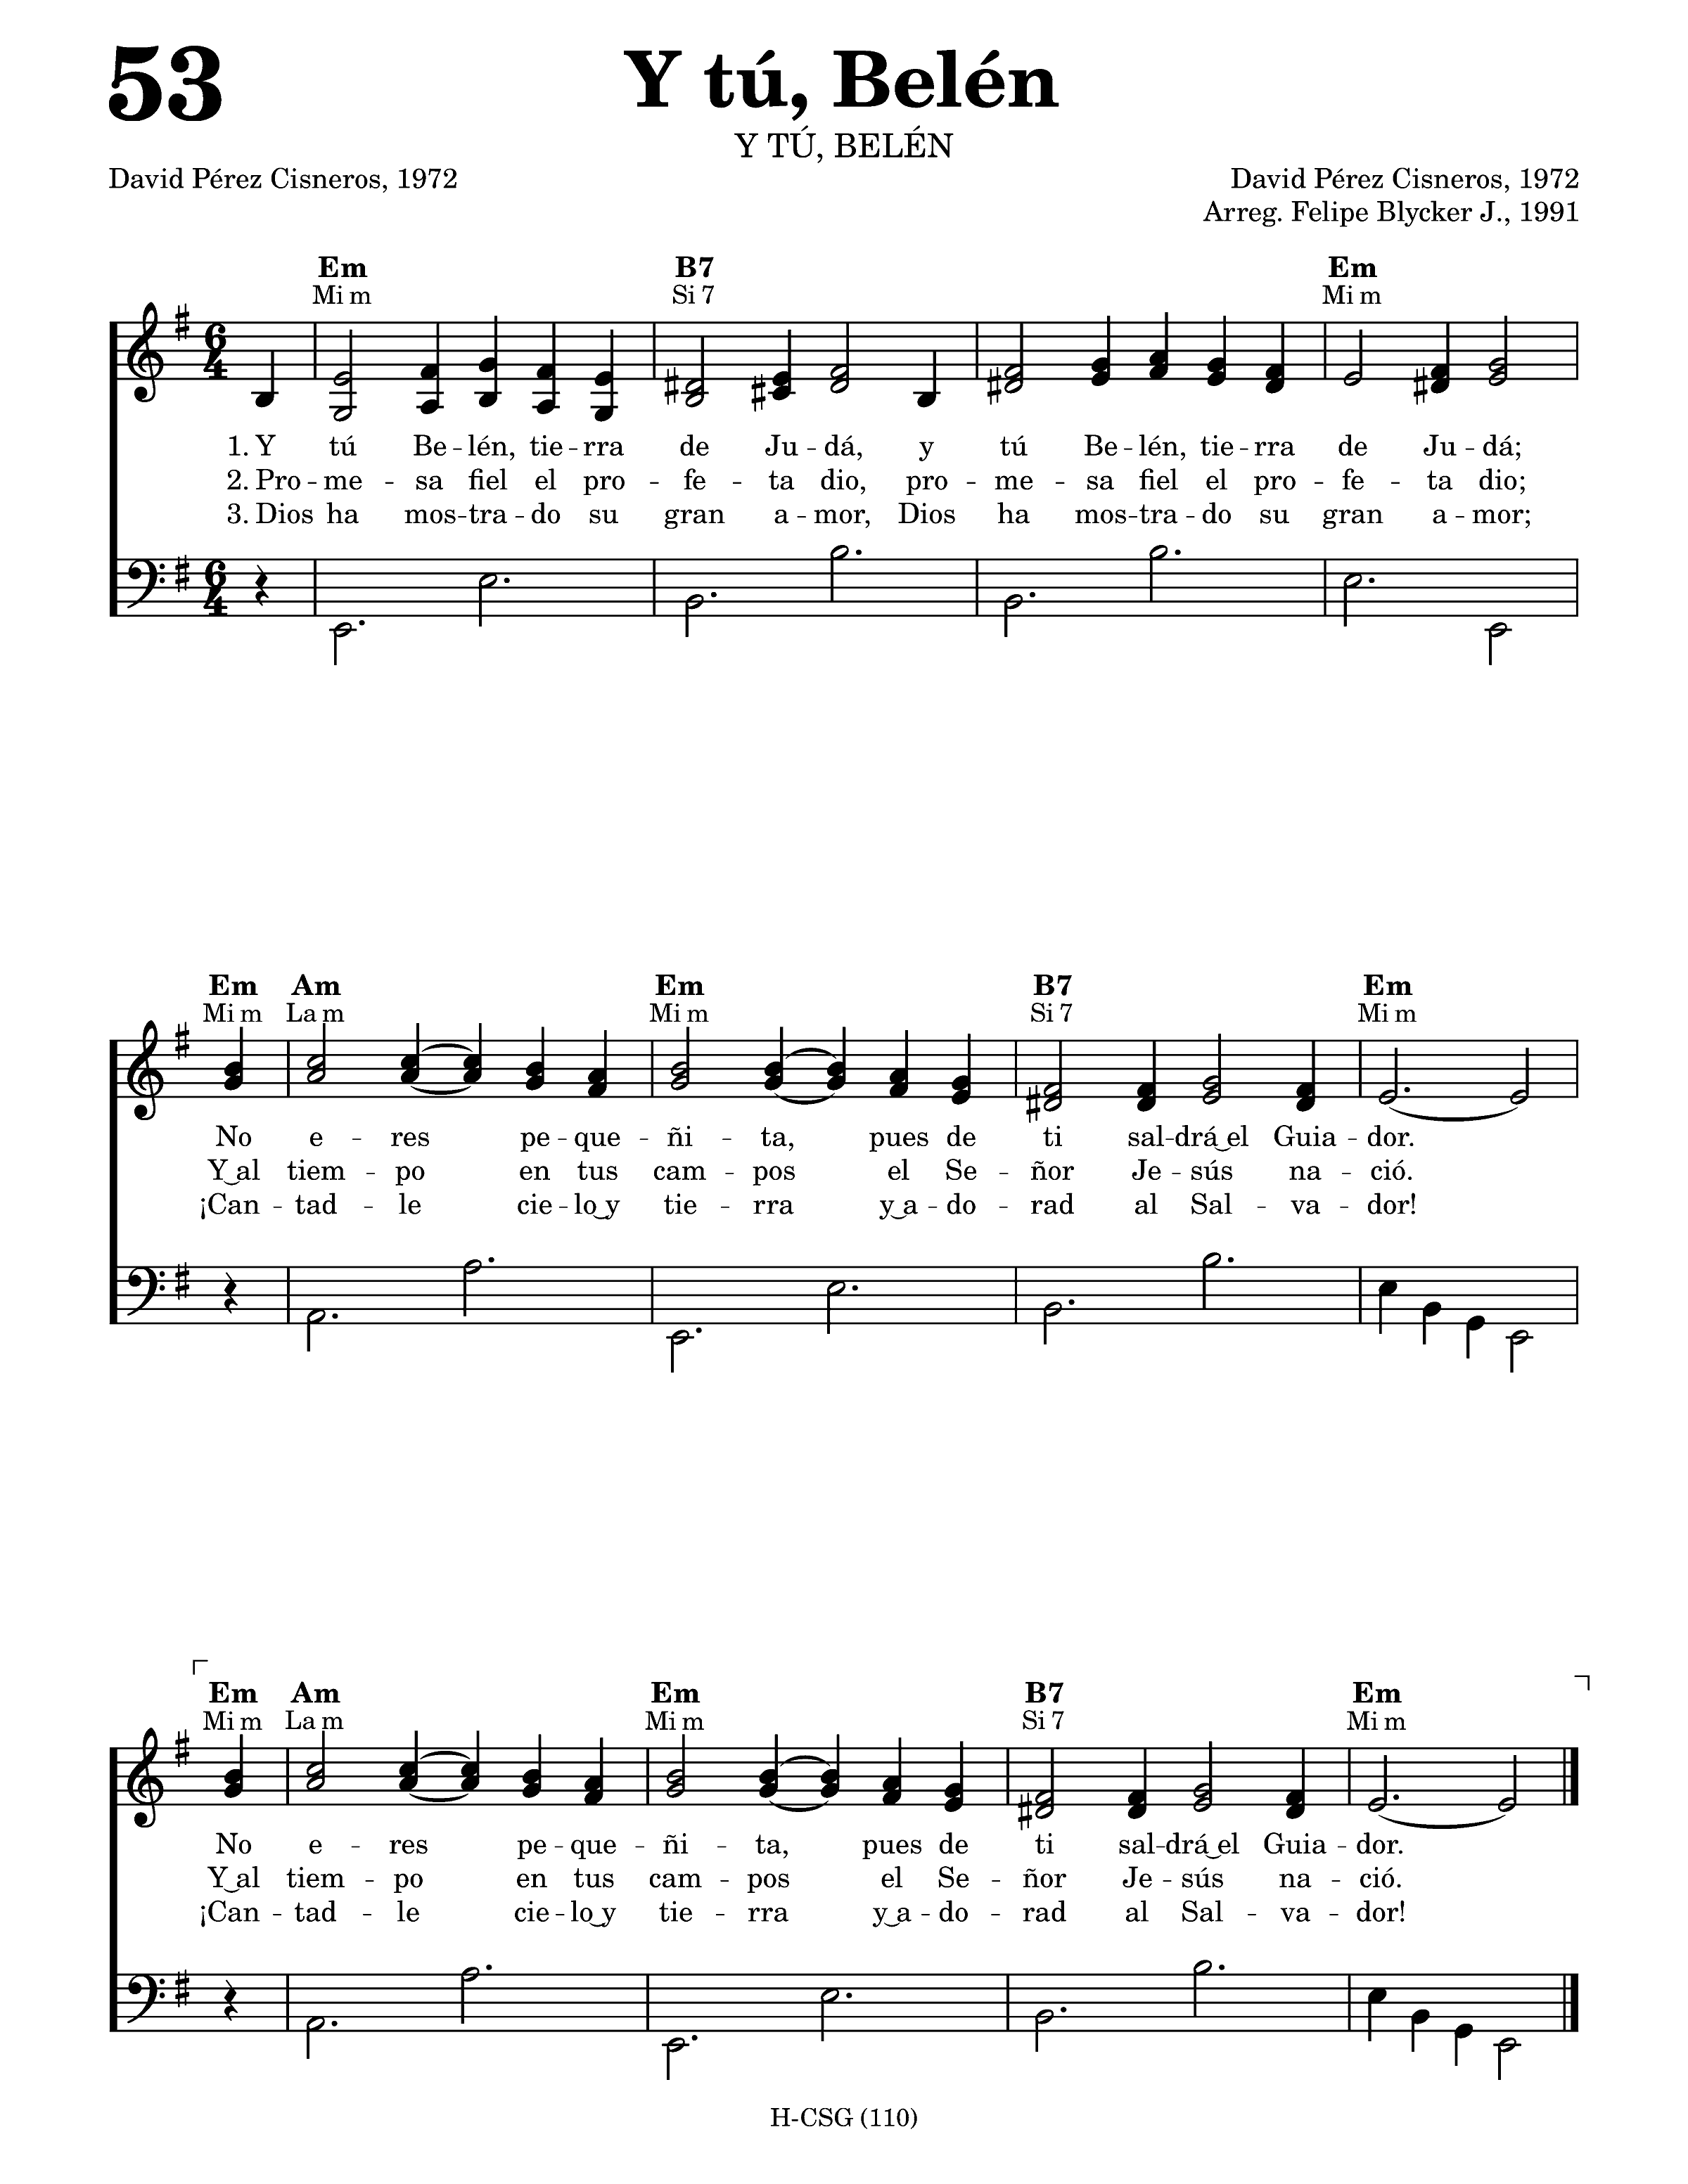 53
Y tú, Belén
Y TÚ, BELÉN
David Pérez Cisneros, 1972
David Pérez Cisneros, 1972
Arreg. Felipe Blycker J., 1991
Em B7 Em
Mi m Si 7 Mi m
6
4
1. Y tú Be – lén, tie – rra de Ju – dá, y tú Be – lén, tie – rra de Ju – dá;
2. Pro – me – sa fiel el pro – fe – ta dio, pro – me – sa fiel el pro – fe – ta dio;
3. Dios ha mos – tra – do su gran a – mor, Dios ha mos – tra – do su gran a – mor;
6
4
Em Am Em B7 Em
Mi m La m Mi m Si 7 Mi m
No e – res pe – que – ñi – ta, pues de ti sal – drá‿el Guia – dor.
Y‿al tiem – po en tus cam – pos el Se – ñor Je – sús na – ció.
¡Can – tad – le cie – lo‿y tie – rra y‿a – do – rad al Sal – va – dor!
Em Am Em B7 Em
Mi m La m Mi m Si 7 Mi m
No e – res pe – que – ñi – ta, pues de ti sal – drá‿el Guia – dor.
Y‿al tiem – po en tus cam – pos el Se – ñor Je – sús na – ció.
¡Can – tad – le cie – lo‿y tie – rra y‿a – do – rad al Sal – va – dor!
H-CSG (110)